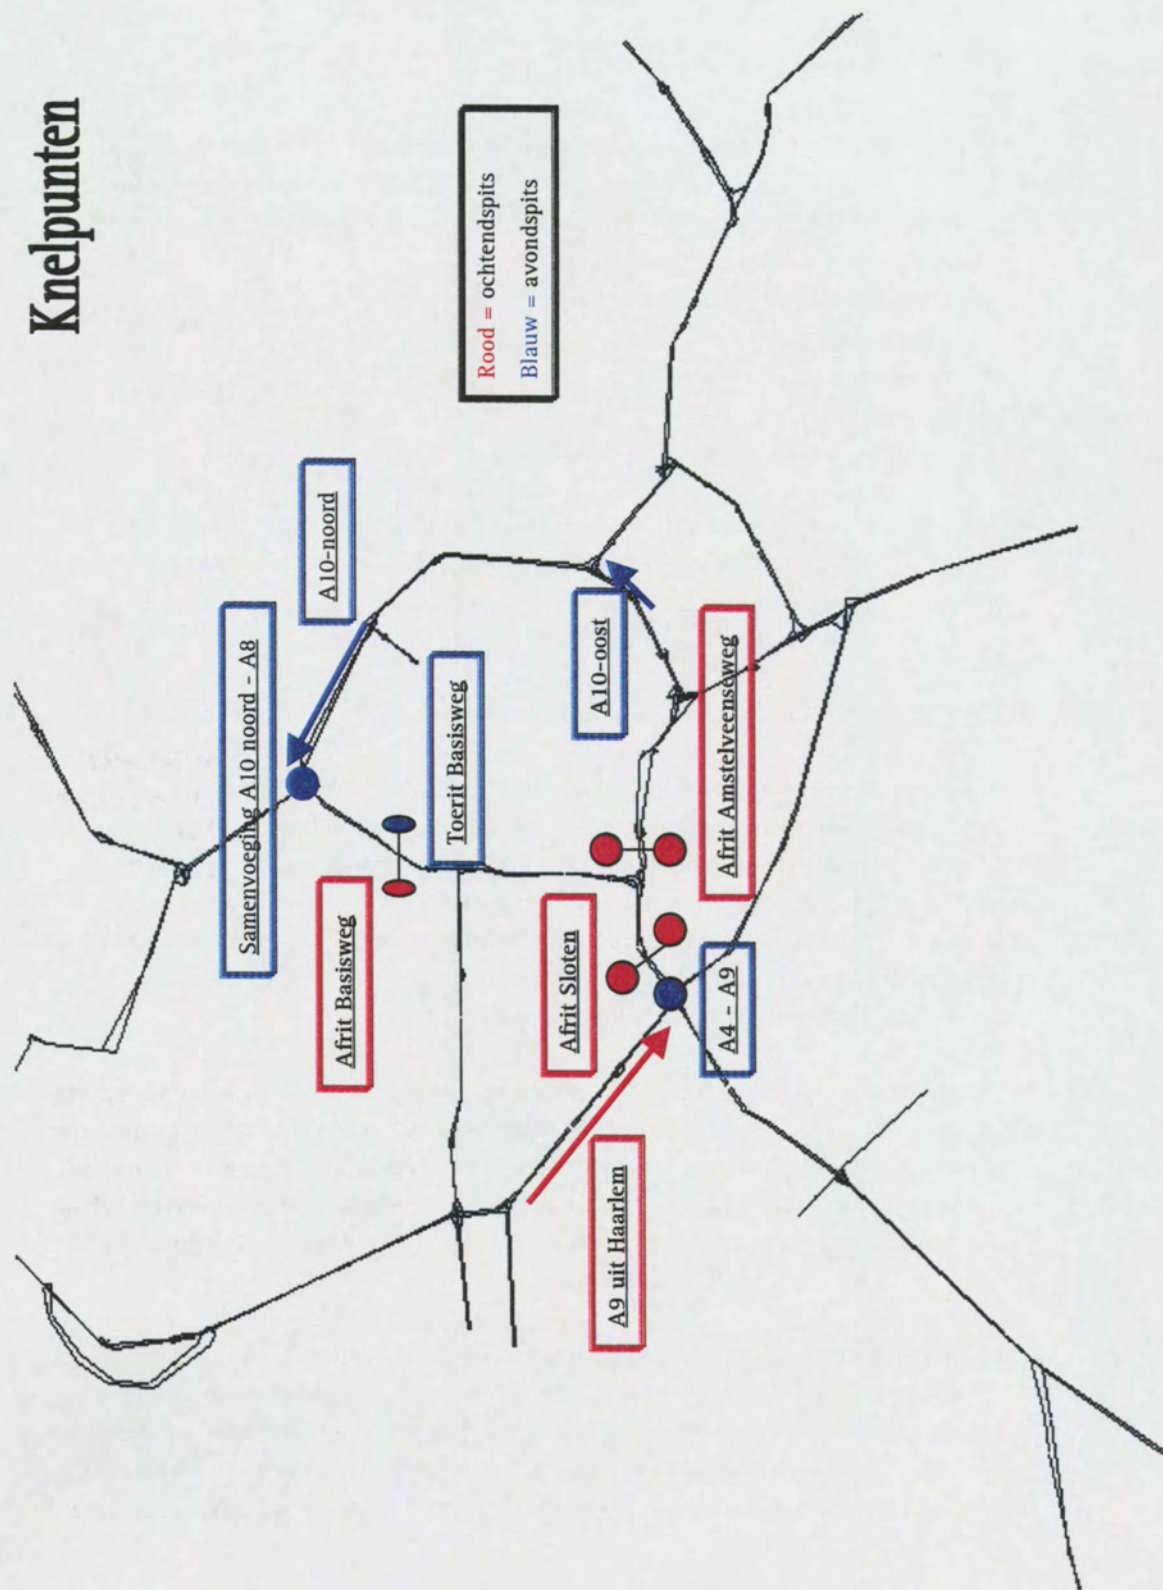 Knelpunten
Samenvoeging A10 noord - A8
A10-noord
Rood = ochtendspits
Blauw = avondspits
Afrit Basisweg
Toerit Basisweg
A10-oost
Afrit Sloten
Afrit Amstelveenseweg
A4 - A9
A9 uit Haarlem